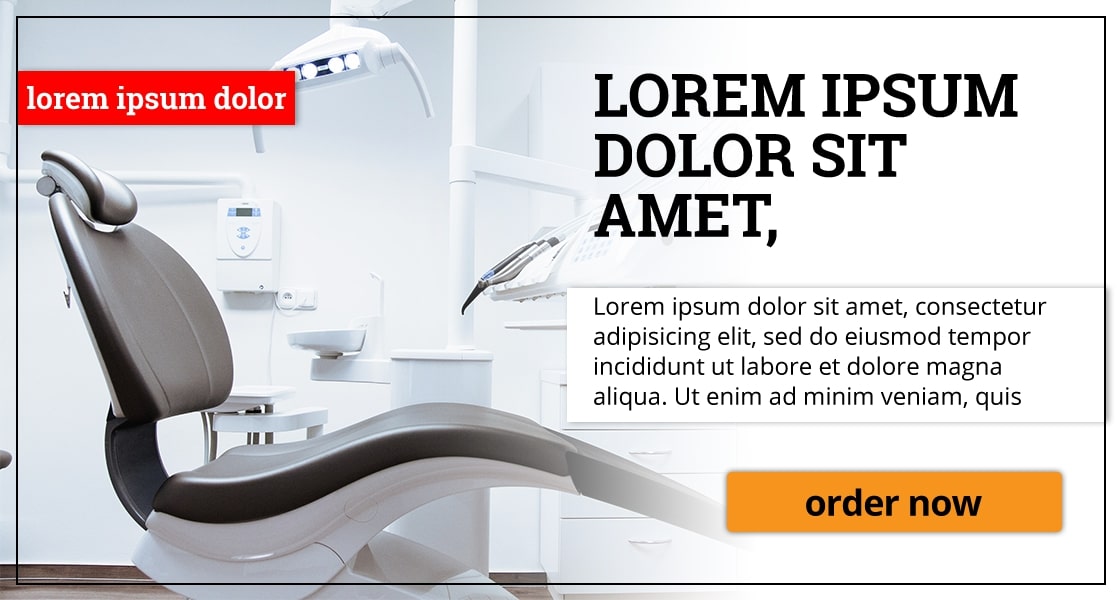 lorem ipsum dolor
LOREM IPSUM
DOLOR SIT
AMET,
Lorem ipsum dolor sit amet, consectetur
adipisicing elit, sed do eiusmod tempor
incididunt ut labore et dolore magna
aliqua. Ut enim ad minim veniam, quis
order now